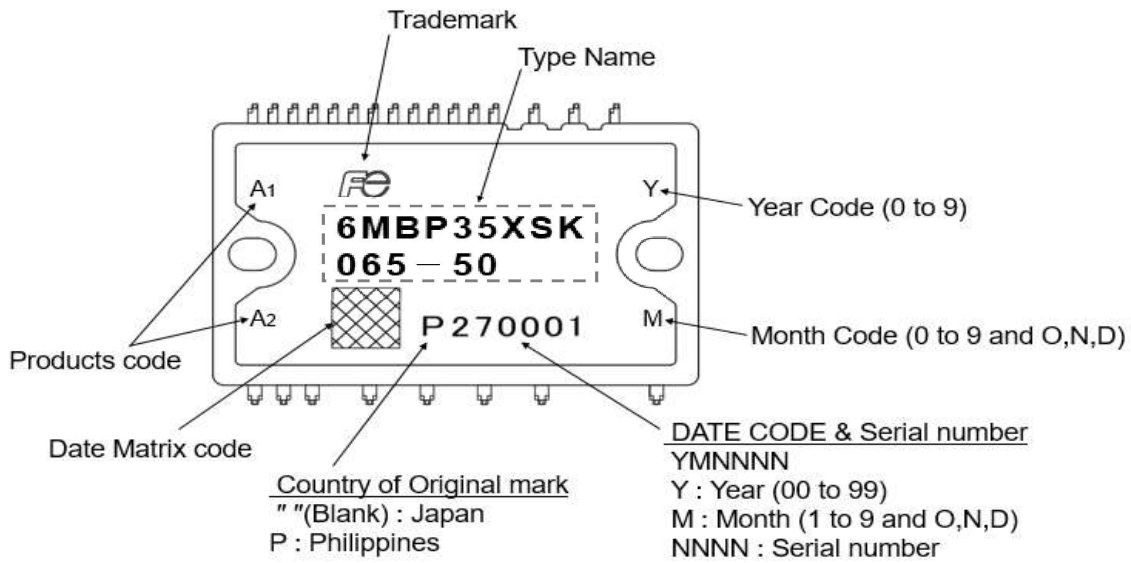 Trademark
Type Name
A1
Fe
Y
Year Code (0 to 9)
6MBP35XSK
065-50
A2
P270001
M
Month Code (0 to 9 and O,N,D)
Products code
Date Matrix code
DATE CODE & Serial number
YMNNNN
Y : Year (00 to 99)
M : Month (1 to 9 and O,N,D)
NNNN : Serial number
Country of Original mark
" "(Blank) : Japan
P : Philippines